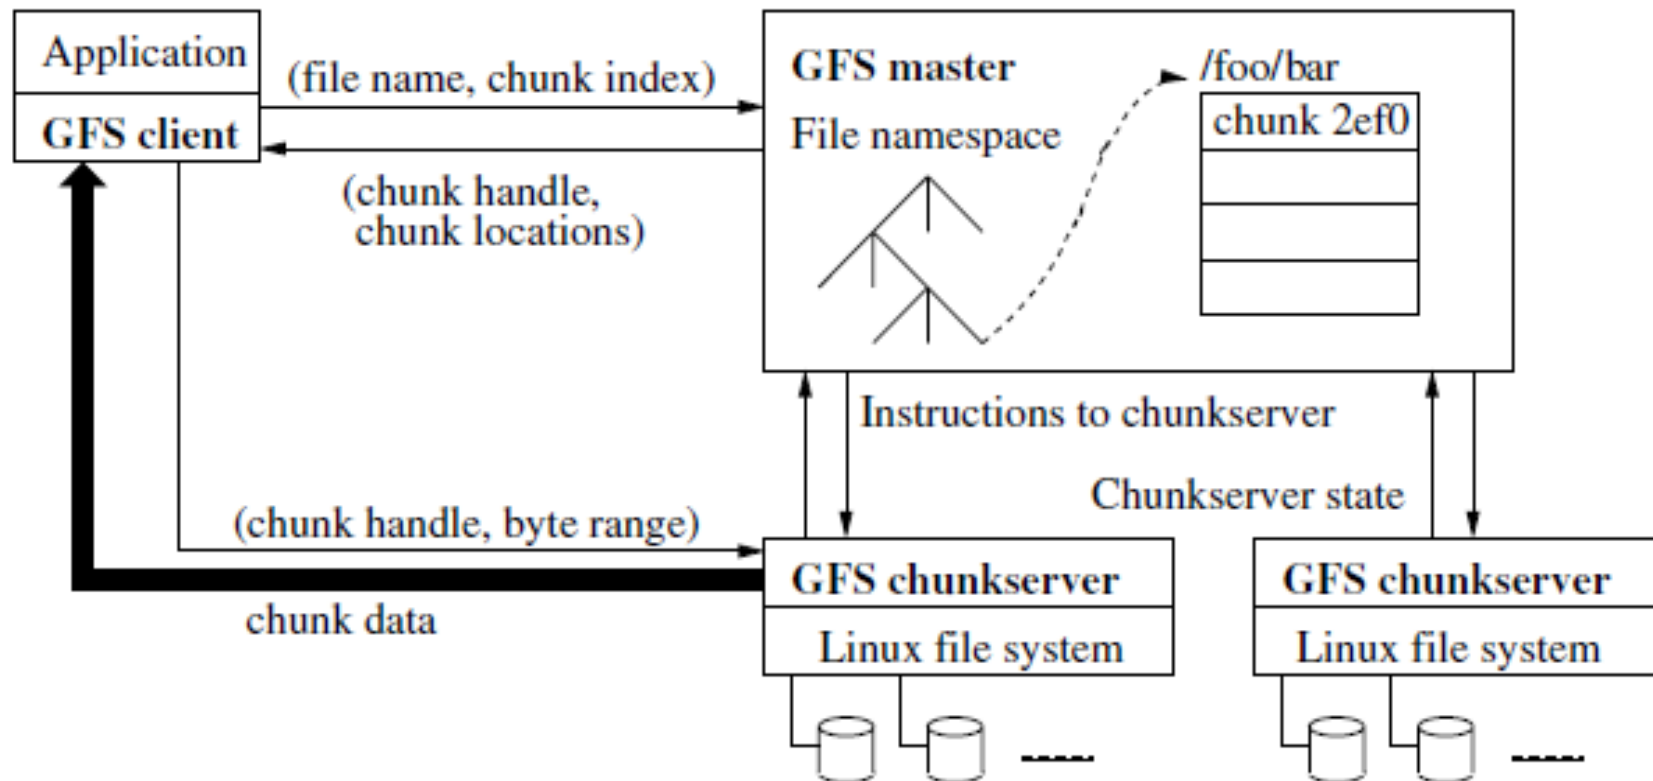 Application
GFS client
(file name, chunk index)
(chunk handle,
chunk locations)
GFS master
File namespace
/foo/bar
chunk 2ef0
Instructions to chunkserver
Chunkserver state
(chunk handle, byte range)
chunk data
GFS chunkserver
Linux file system
GFS chunkserver
Linux file system